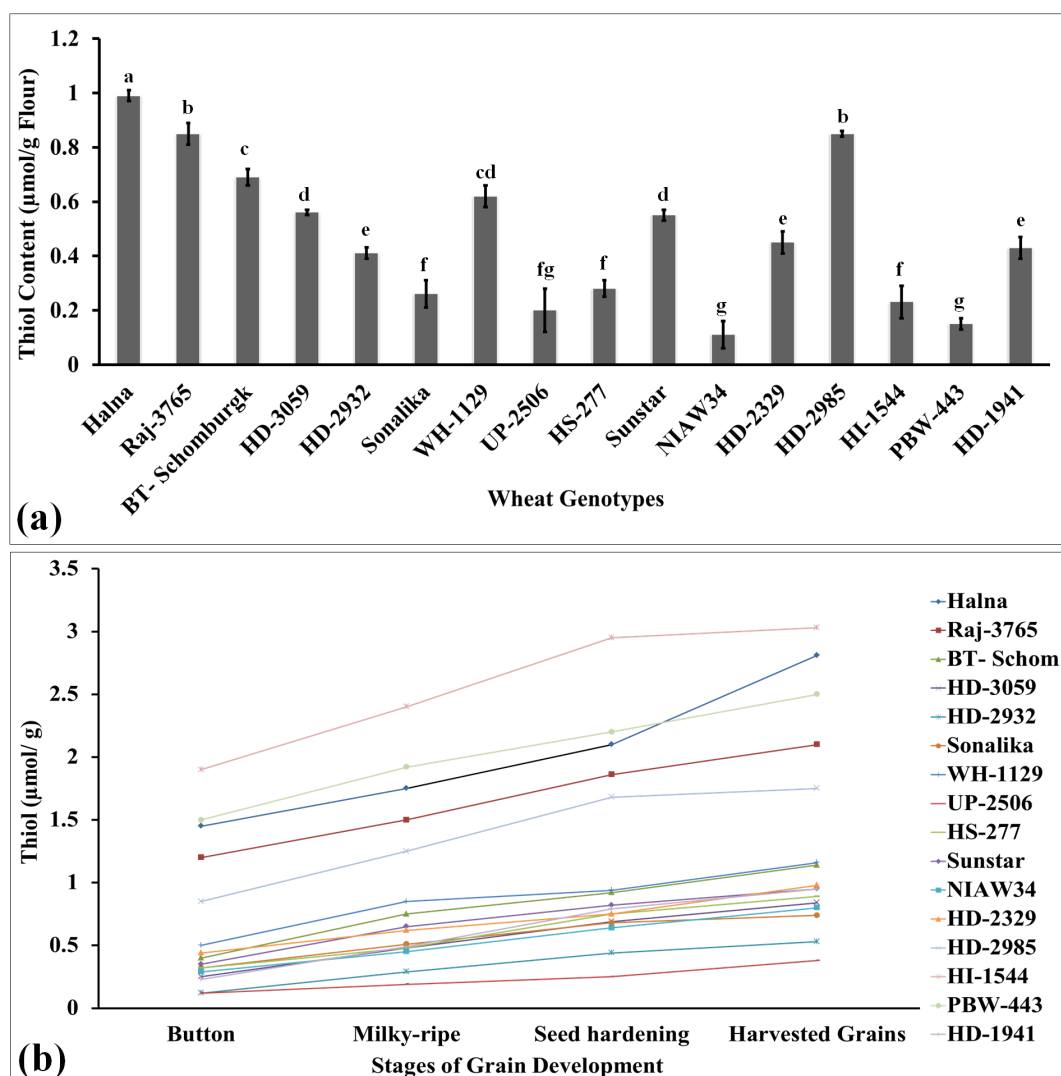 1.2
1
0.8
0.6
0.4
0.2
0
Thiol Content (µmol/g Flour)
a
b
c
d
e
f
cd
fg
f
d
g
e
b
f
g
e
Halna
Raj-3765
BT- Schomburgk
HD-3059
HD-2932
Sonalika
WH-1129
UP-2506
HS-277
Sunstar
NIAW34
HD-2329
HD-2985
HI-1544
PBW-443
HD-1941
Wheat Genotypes
(a)
3.5
3
2.5
2
1.5
1
0.5
0
Thiol (µmol/ g)
Button
Milky-ripe
Seed hardening
Harvested Grains
Stages of Grain Development
Halna
Raj-3765
BT- Schom
HD-3059
HD-2932
Sonalika
WH-1129
UP-2506
HS-277
Sunstar
NIAW34
HD-2329
HD-2985
HI-1544
PBW-443
HD-1941
(b)